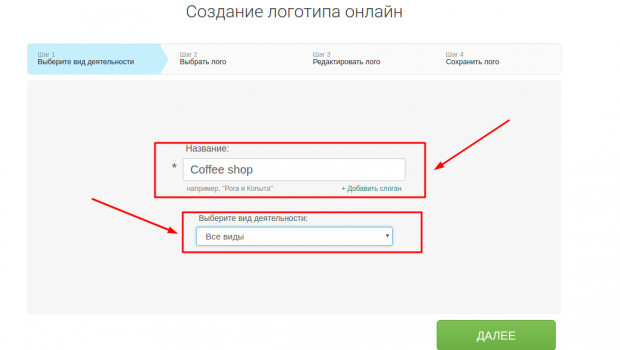 Создание логотипа онлайн
Шаг 1
Выберите вид деятельности
Шаг 2
Выбрать лого
Шаг 3
Редактировать лого
Шаг 4
Сохранить лого
Название:
* Coffee shop
например, "Рога и Копыта"
+ Добавить слоган
Выберите вид деятельности:
Все виды
ДАЛЕЕ